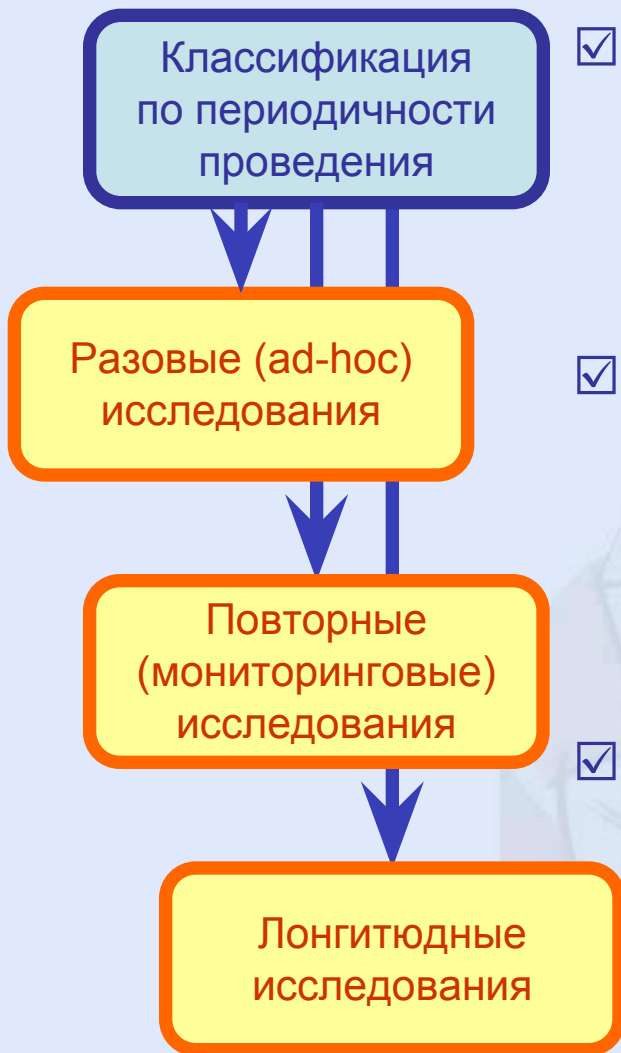 Классификация
по периодичности
проведения
Разовые (ad-hoc)
исследования
Повторные
(мониторинговые)
исследования
Лонгитюдные
исследования